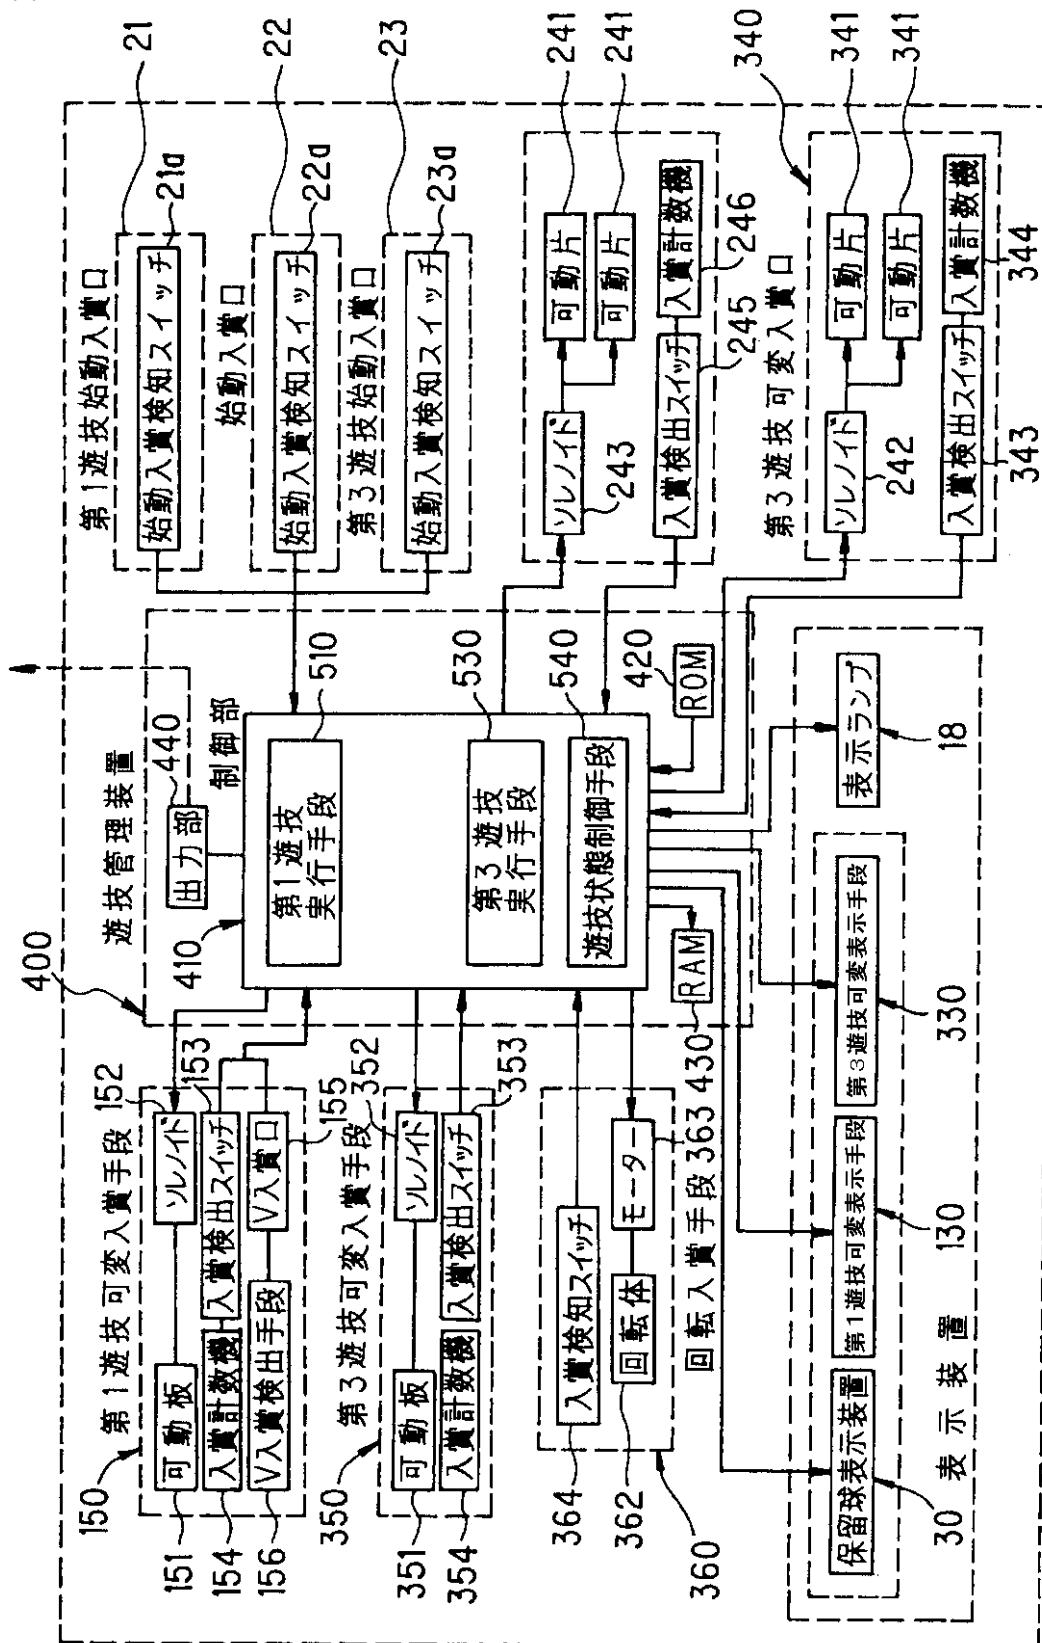 400
遊技管理装置
440
出力部
410
制御部
510
第1遊技
実行手段
530
第3遊技
実行手段
540
遊技状態制御手段
420
ROM
RAM
430
150
第1遊技可変入賞手段
152
ソレノイド
153
可動板
151
入賞計数機
入賞検出スイッチ
154
V入賞検出手段
V入賞口
155
156
350
第3遊技可変入賞手段
352
ソルノイド
可動板
351
入賞計数機
入賞検出スイッチ
353
354
入賞検知スイッチ
364
回転体
モーター
363
362
回転入賞手段
360
21
第1遊技始動入賞口
始動入賞検知スイッチ
21a
22
始動入賞口
始動入賞検知スイッチ
22a
23
第3遊技始動入賞口
始動入賞検知スイッチ
23a
ソレノイド
243
可動片
241
可動片
241
入賞検出スイッチ
入賞計数機
245
246
第3遊技可変入賞口
340
ソレノイド
242
可動片
341
可動片
341
入賞検出スイッチ
入賞計数機
343
344
保留球表示装置
第1遊技可変表示手段
第3遊技可変表示手段
表示ランプ
30
130
330
18
表示装置